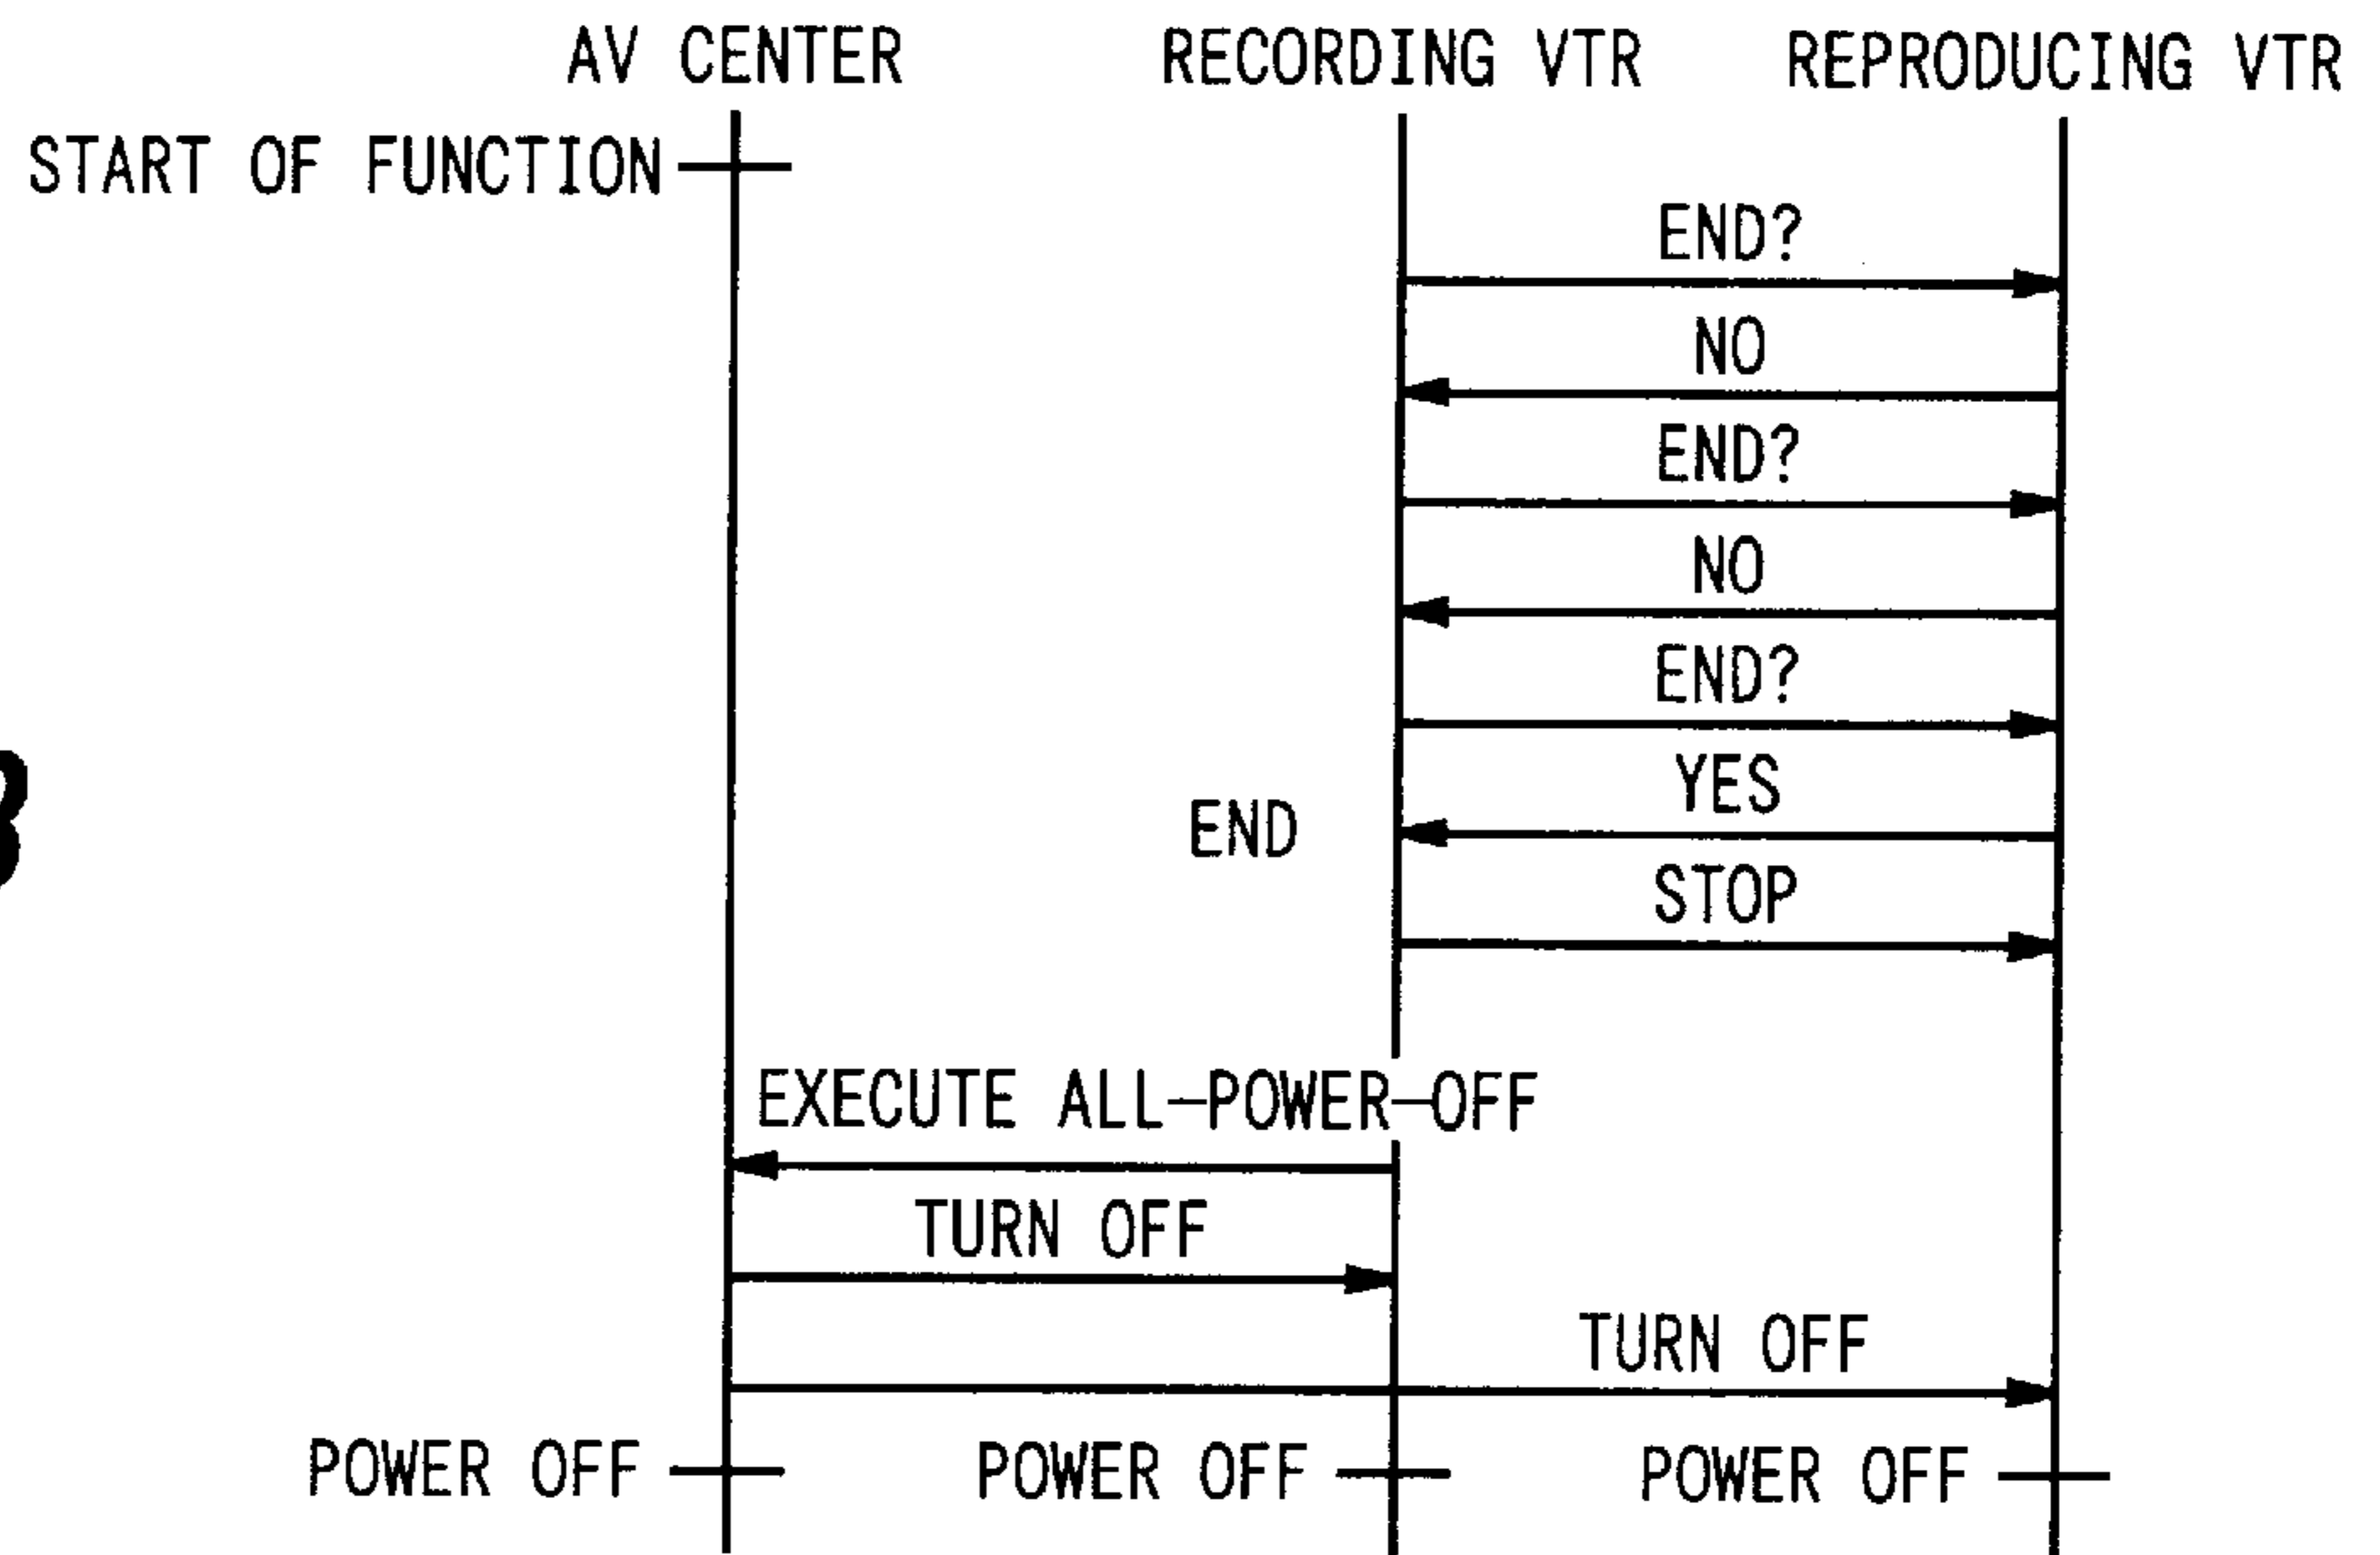 AV CENTER RECORDING VTR REPRODUCING VTR
START OF FUNCTION
END?
NO
END?
NO
END?
YES
END
STOP
EXECUTE ALL-POWER-OFF
TURN OFF
TURN OFF
POWER OFF POWER OFF POWER OFF